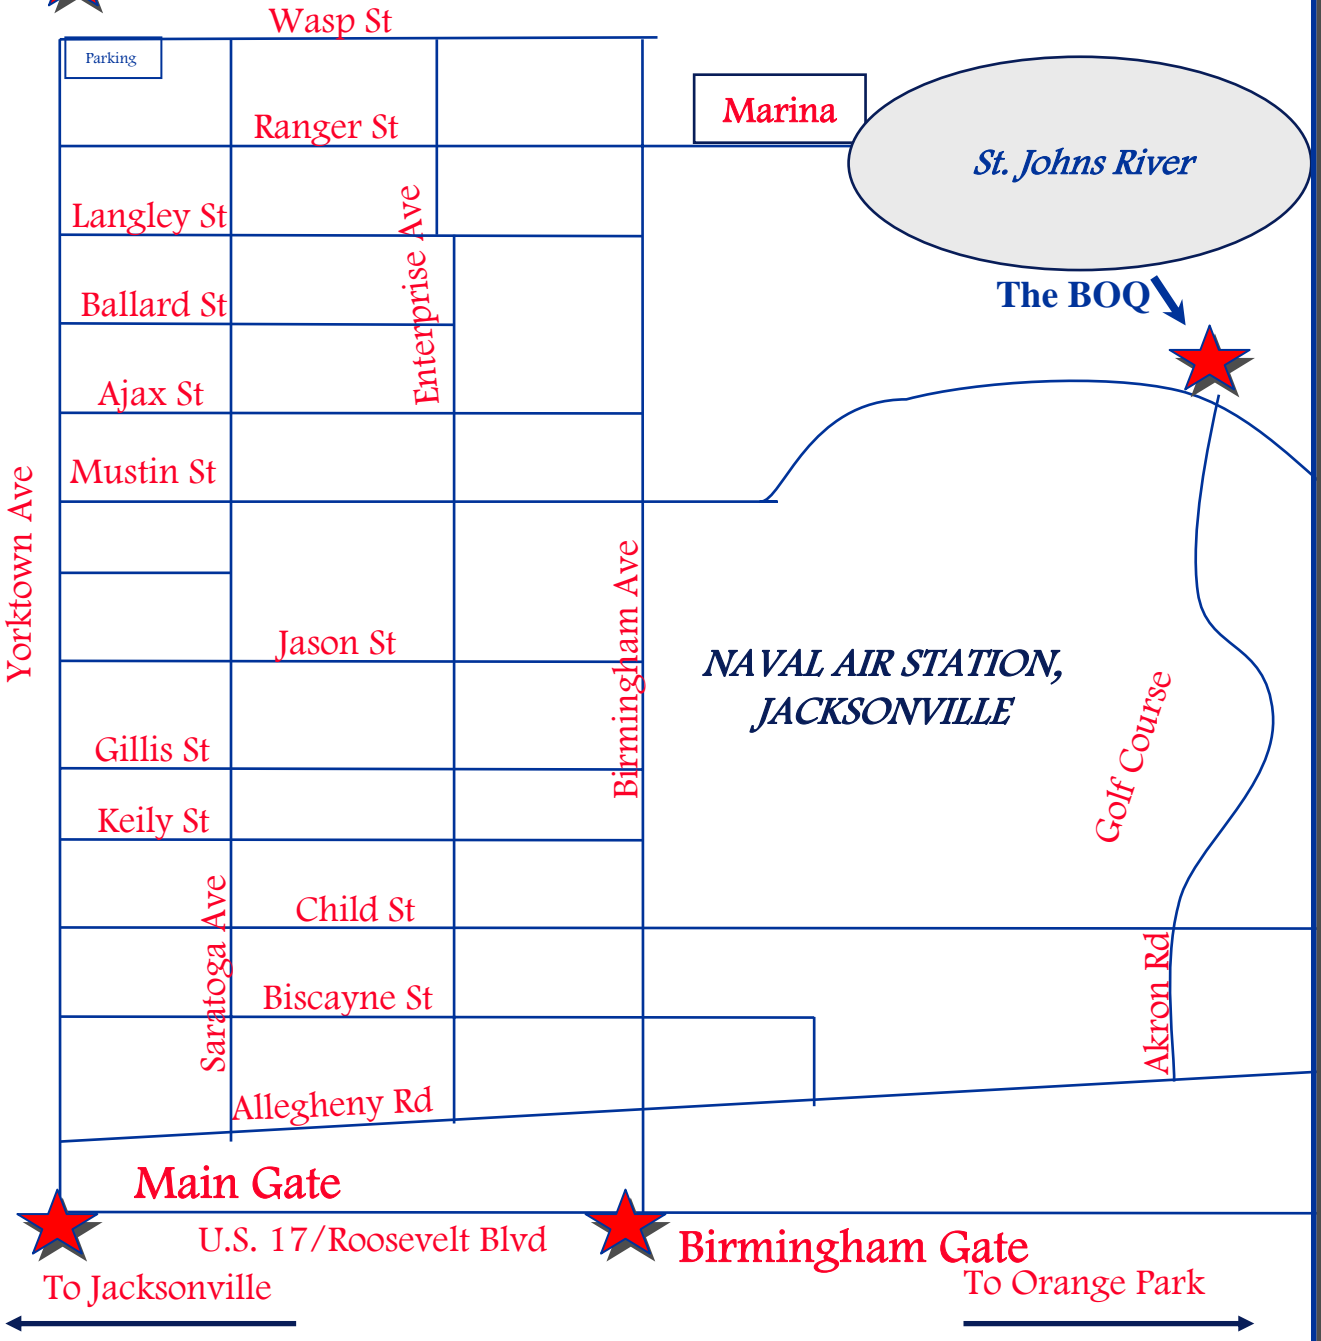 Wasp St
Parking
Marina
Ranger St
St. Johns River
Langley St
Enterprise Ave
Ballard St
The BOQ
Ajax St
Mustin St
Yorktown Ave
Birmingham Ave
Jason St
NAVAL AIR STATION,
JACKSONVILLE
Golf Course
Gillis St
Keily St
Saratoga Ave
Child St
Akron Rd
Biscayne St
Allegheny Rd
Main Gate
U.S. 17/Roosevelt Blvd
Birmingham Gate
To Jacksonville
To Orange Park